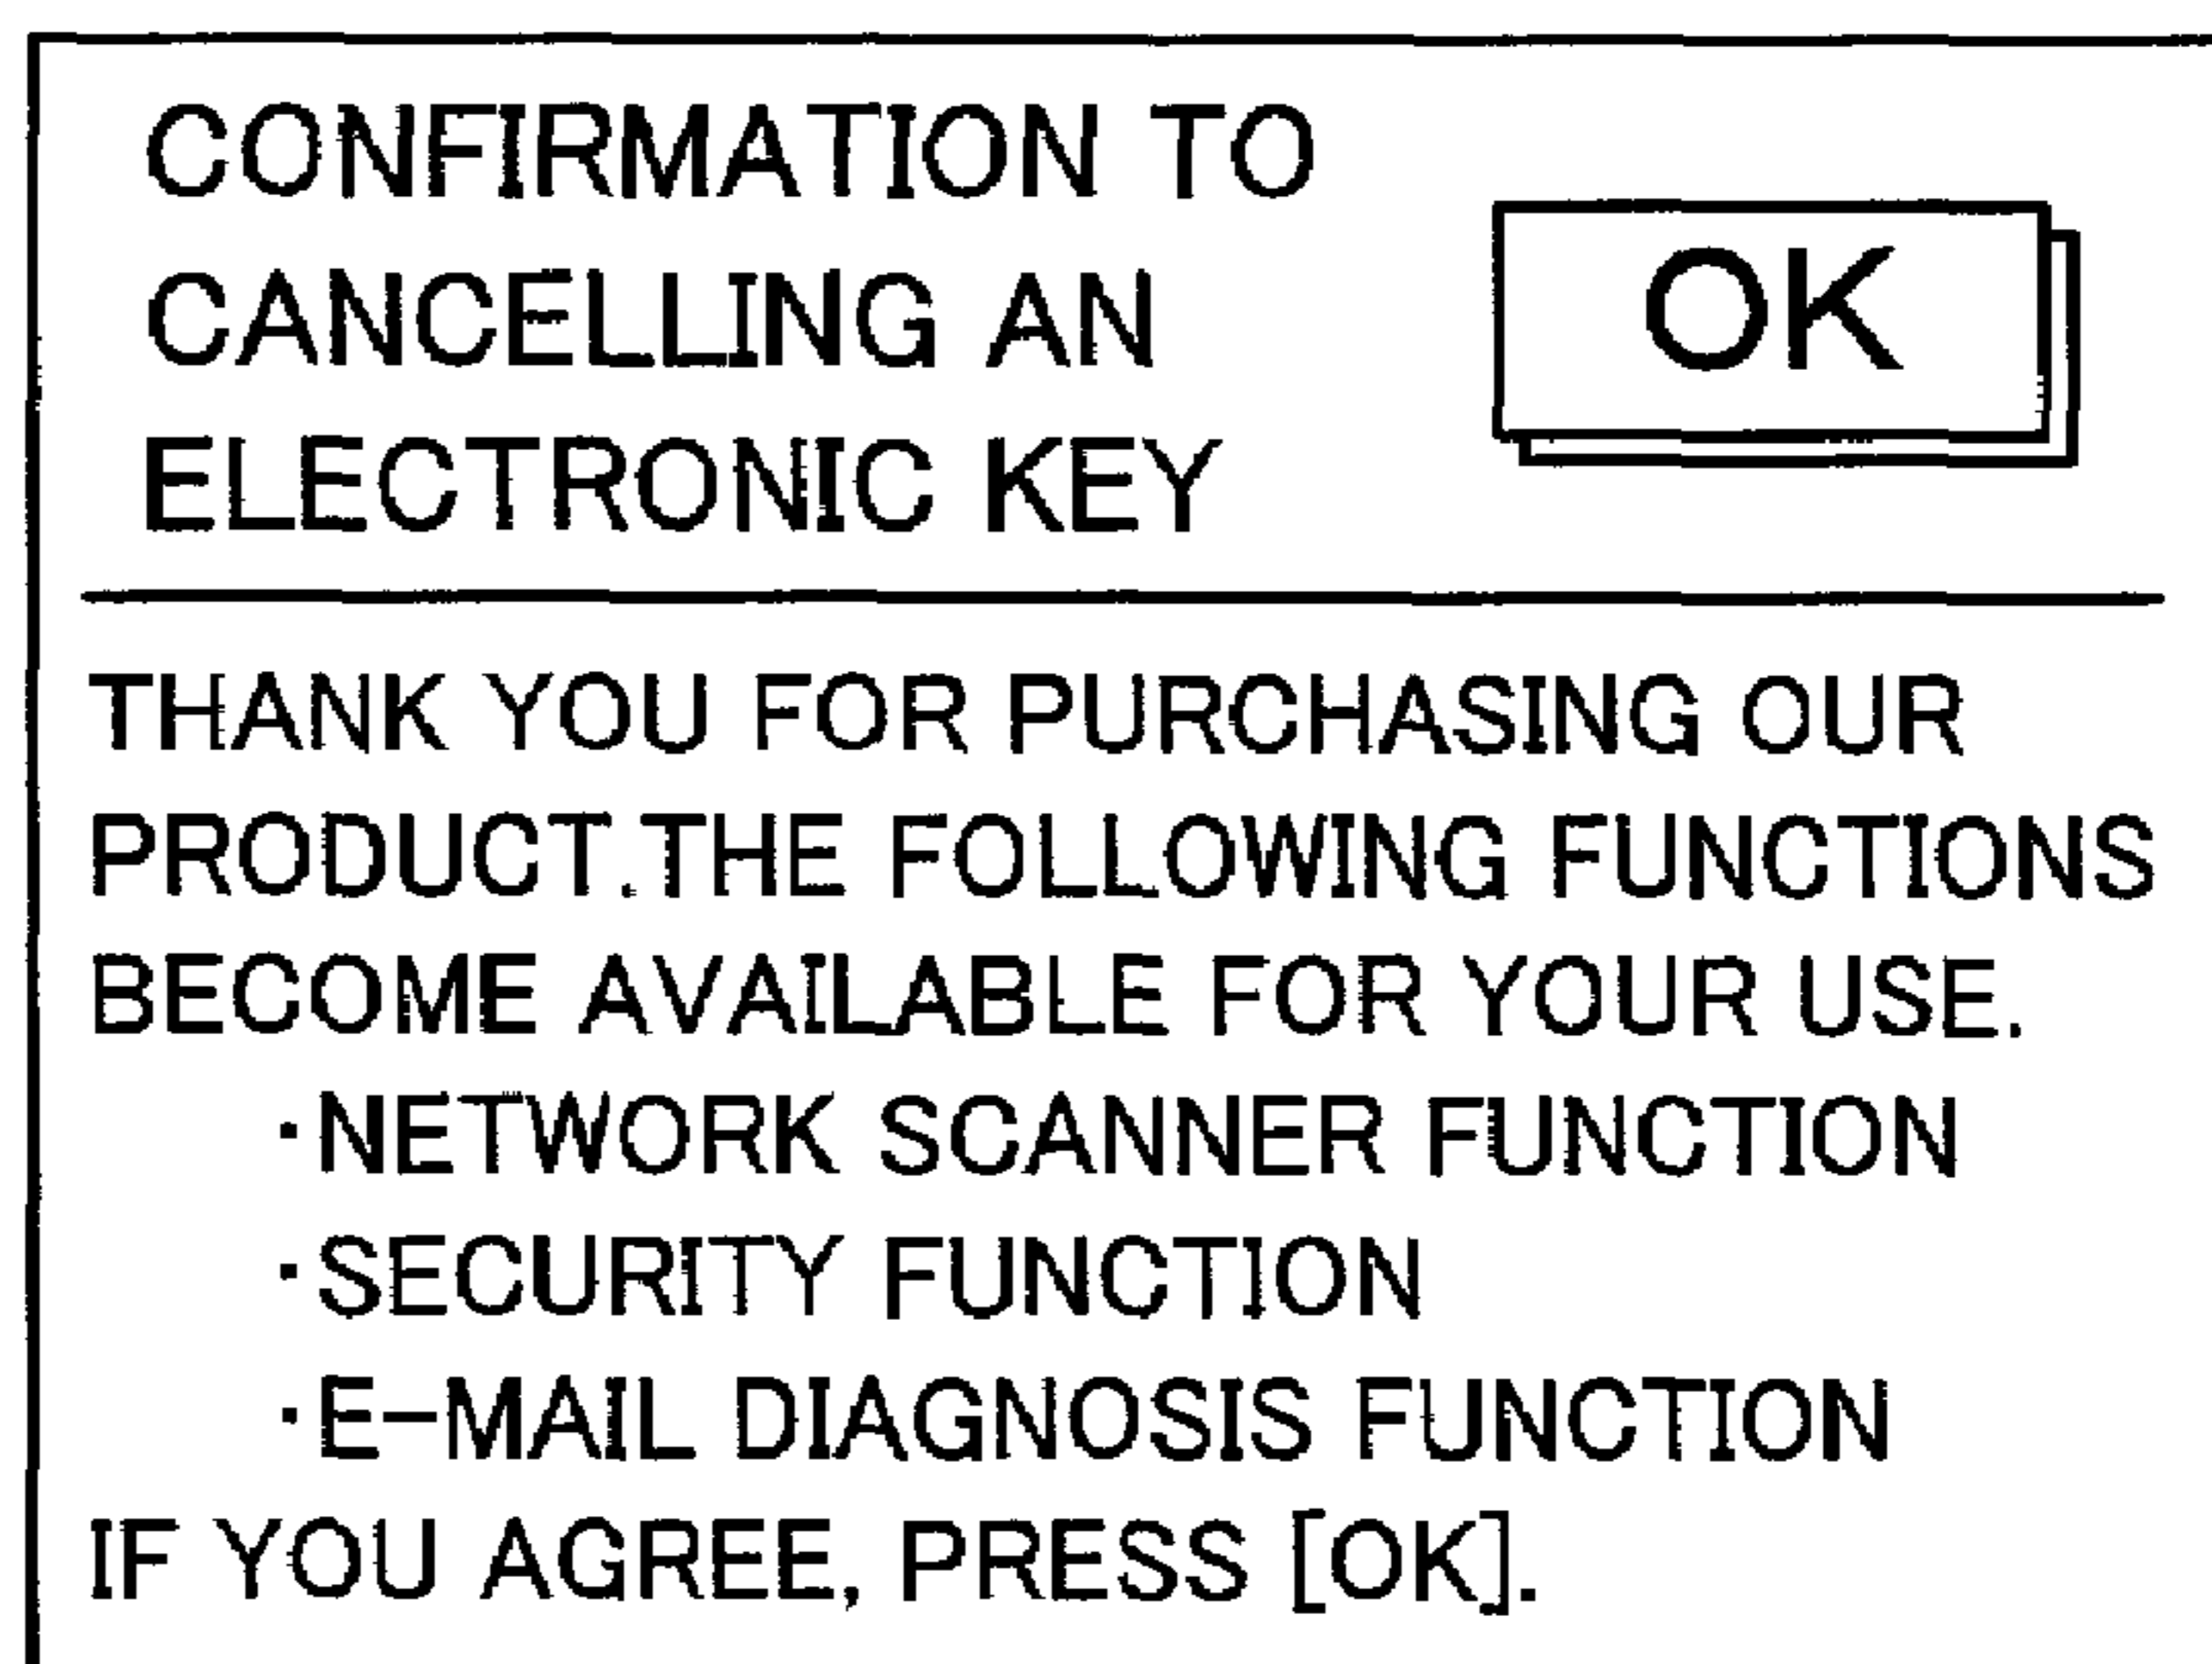 CONFIRMATION TO
CANCELLING AN
ELECTRONIC KEY
OK
THANK YOU FOR PURCHASING OUR
PRODUCT.THE FOLLOWING FUNCTIONS
BECOME AVAILABLE FOR YOUR USE.
·NETWORK SCANNER FUNCTION
·SECURITY FUNCTION
·E-MAIL DIAGNOSIS FUNCTION
IF YOU AGREE, PRESS [OK].